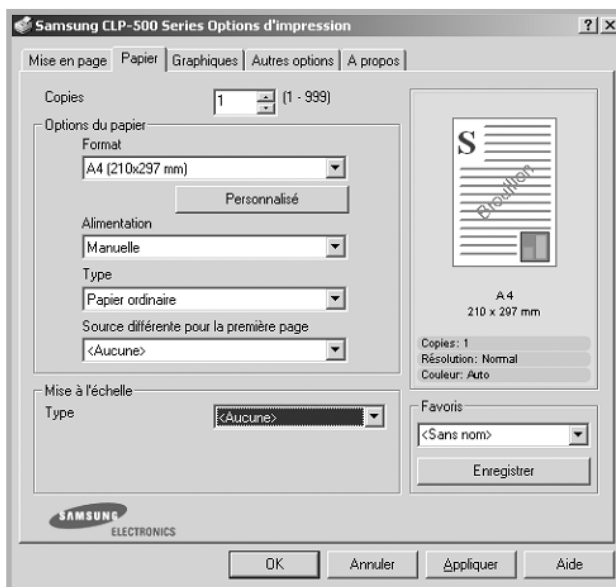 Samsung CLP-500 Series Options d'impression
Mise en page Papier Graphiques Autres options A propos
Copies 1 (1 - 999)
Options du papier
Format
A4 (210x297 mm)
Personnalisé
Alimentation
Manuelle
Type
Papier ordinaire
Source différente pour la première page
<Aucune>
Mise à l'échelle
Type <Aucune>
S
Brouillon
A4
210 x 297 mm
Copies: 1
Résolution: Normal
Couleur: Auto
Favoris
<Sans nom>
Enregistrer
SAMSUNG
ELECTRONICS
OK Annuler Appliquer Aide